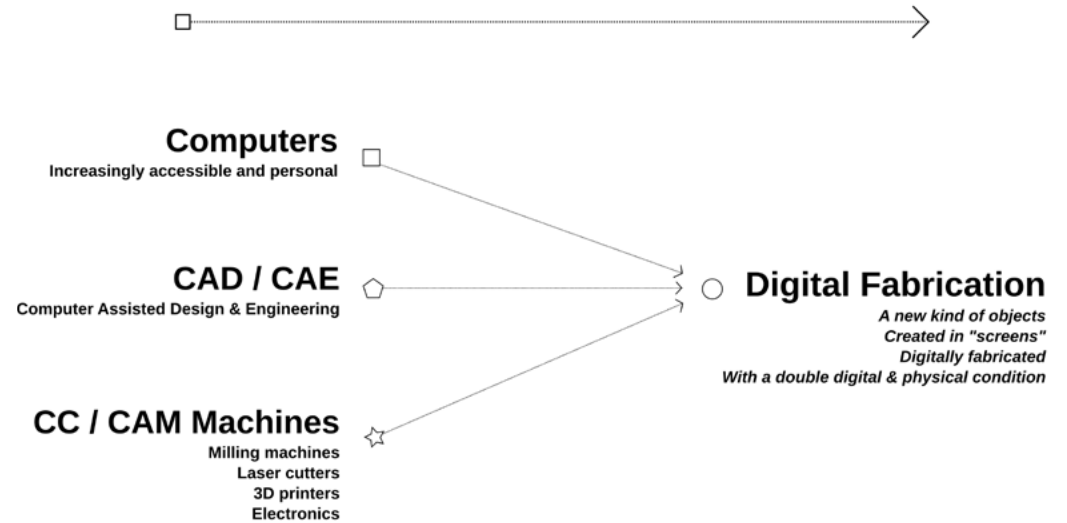 Computers
Increasingly accessible and personal
CAD / CAE
Computer Assisted Design & Engineering
CC / CAM Machines
Milling machines
Laser cutters
3D printers
Electronics
Digital Fabrication
A new kind of objects
Created in "screens"
Digitally fabricated
With a double digital & physical condition